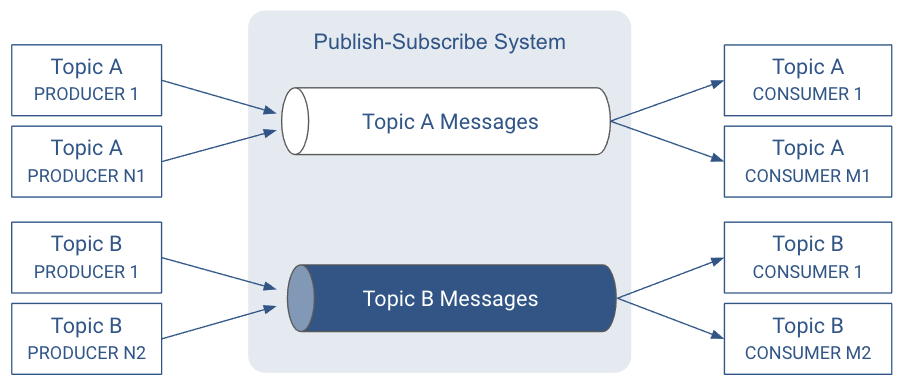 Publish-Subscribe System
Topic A
PRODUCER 1
Topic A
PRODUCER N1
Topic A Messages
Topic A
CONSUMER 1
Topic A
CONSUMER M1
Topic B
PRODUCER 1
Topic B
PRODUCER N2
Topic B Messages
Topic B
CONSUMER 1
Topic B
CONSUMER M2